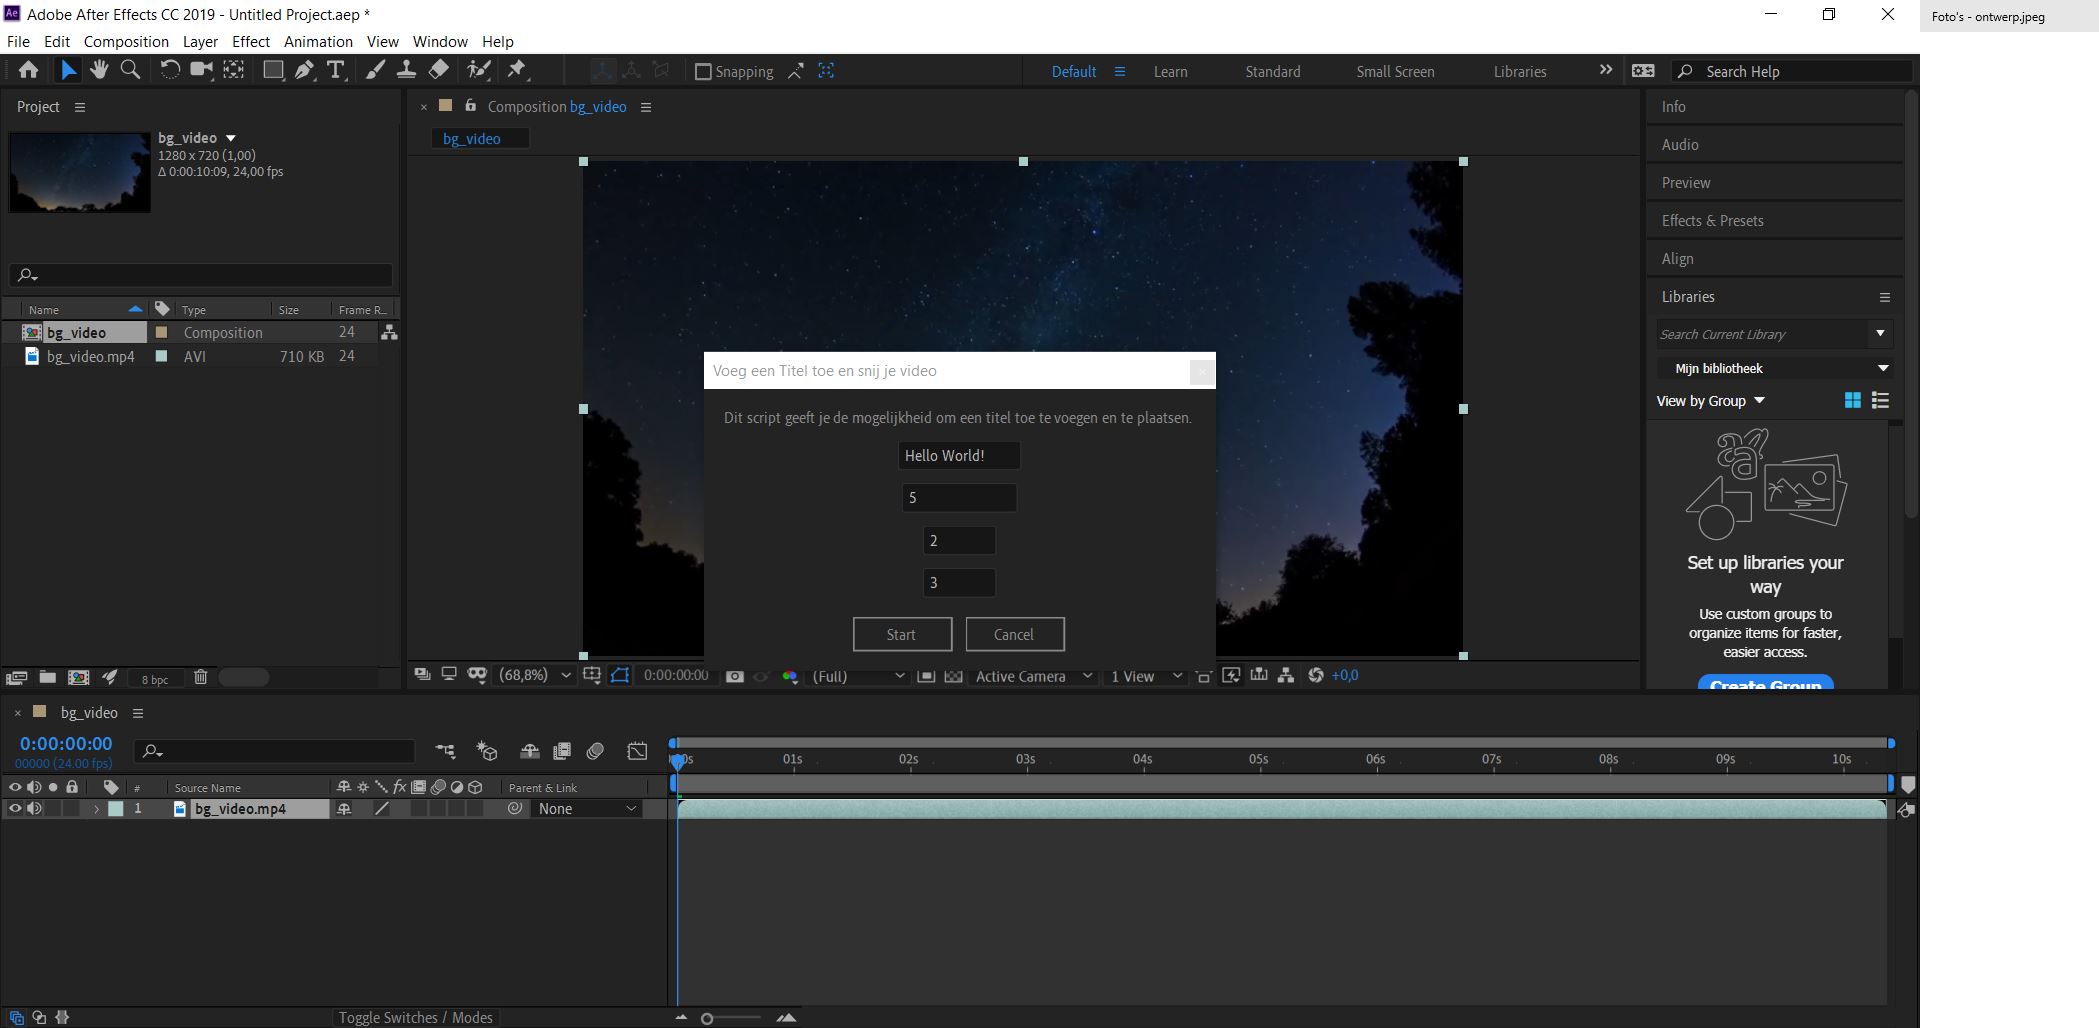 Adobe After Effects CC 2019 - Untitled Project.aep *
Foto's - ontwerp.jpeg
File Edit Composition Layer Effect Animation View Window Help
Snapping
Default Learn Standard Small Screen Libraries
Search Help
Project
bg_video
1280 x 720 (1,00)
Δ 0:00:10:09, 24,00 fps
Name Type Size Frame R...
bg_video Composition 24
bg_video.mp4 AVI 710 KB 24
8 bpc
Composition bg_video
bg_video
Voeg een Titel toe en snij je video
Dit script geeft je de mogelijkheid om een titel toe te voegen en te plaatsen.
Hello World!
5
2
3
Start Cancel
(68,8%) 0:00:00:00 (Full) Active Camera 1 View +0,0
Info
Audio
Preview
Effects & Presets
Align
Libraries
Search Current Library
Mijn bibliotheek
View by Group
Set up libraries your
way
Use custom groups to
organize items for faster,
easier access.
Create Group
bg_video
0:00:00:00
00000 (24.00 fps)
01s 02s 03s 04s 05s 06s 07s 08s 09s 10s
# Source Name fx Parent & Link
1 bg_video.mp4 None
Toggle Switches / Modes